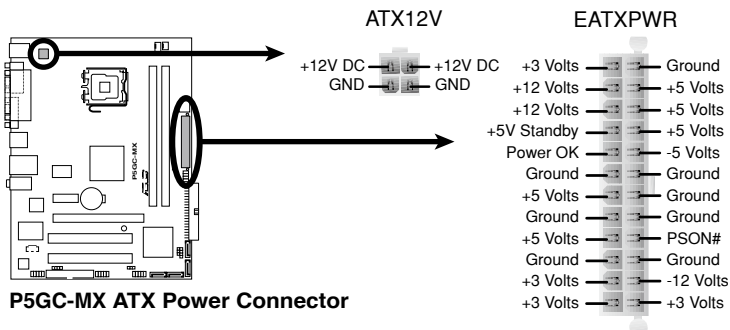 ATX12V
EATXPWR
+12V DC +12V DC
GND GND
+3 Volts Ground
+12 Volts +5 Volts
+12 Volts +5 Volts
+5V Standby +5 Volts
Power OK -5 Volts
Ground Ground
+5 Volts Ground
Ground Ground
+5 Volts PSON#
Ground Ground
+3 Volts -12 Volts
+3 Volts +3 Volts
P5GC-MX
P5GC-MX ATX Power Connector